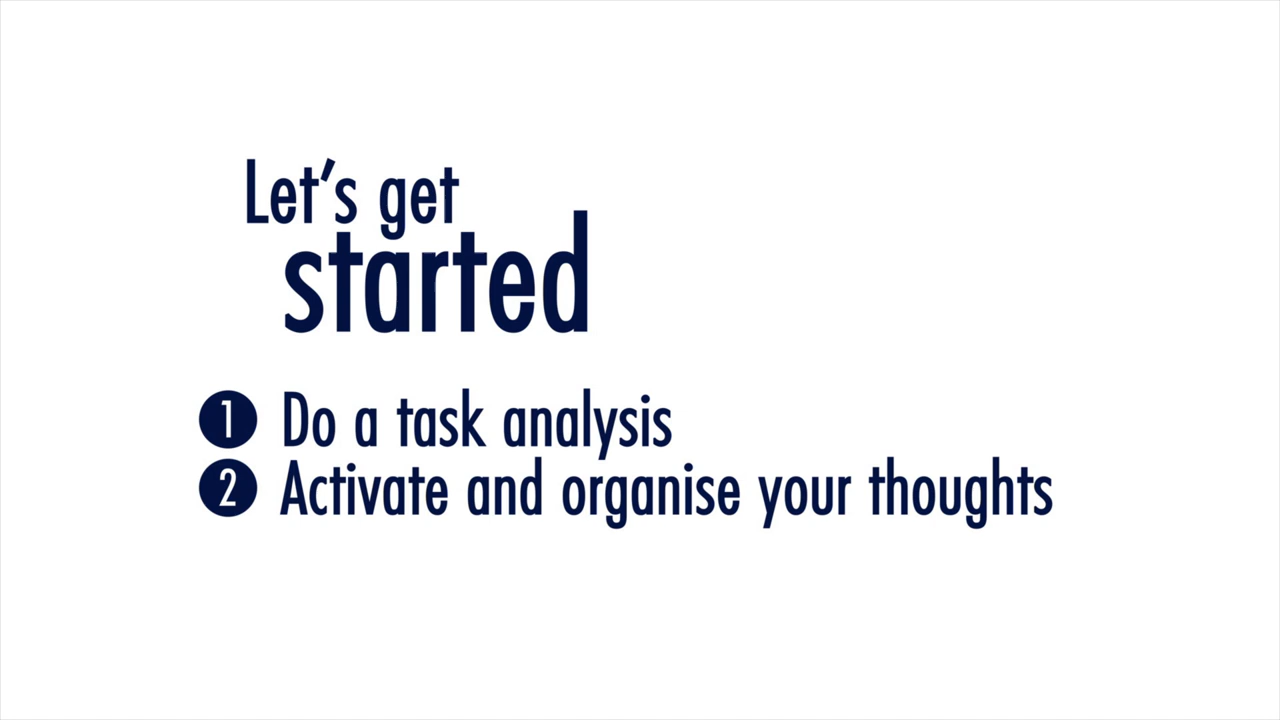 Let's get
started
1 Do a task analysis
2 Activate and organise your thoughts